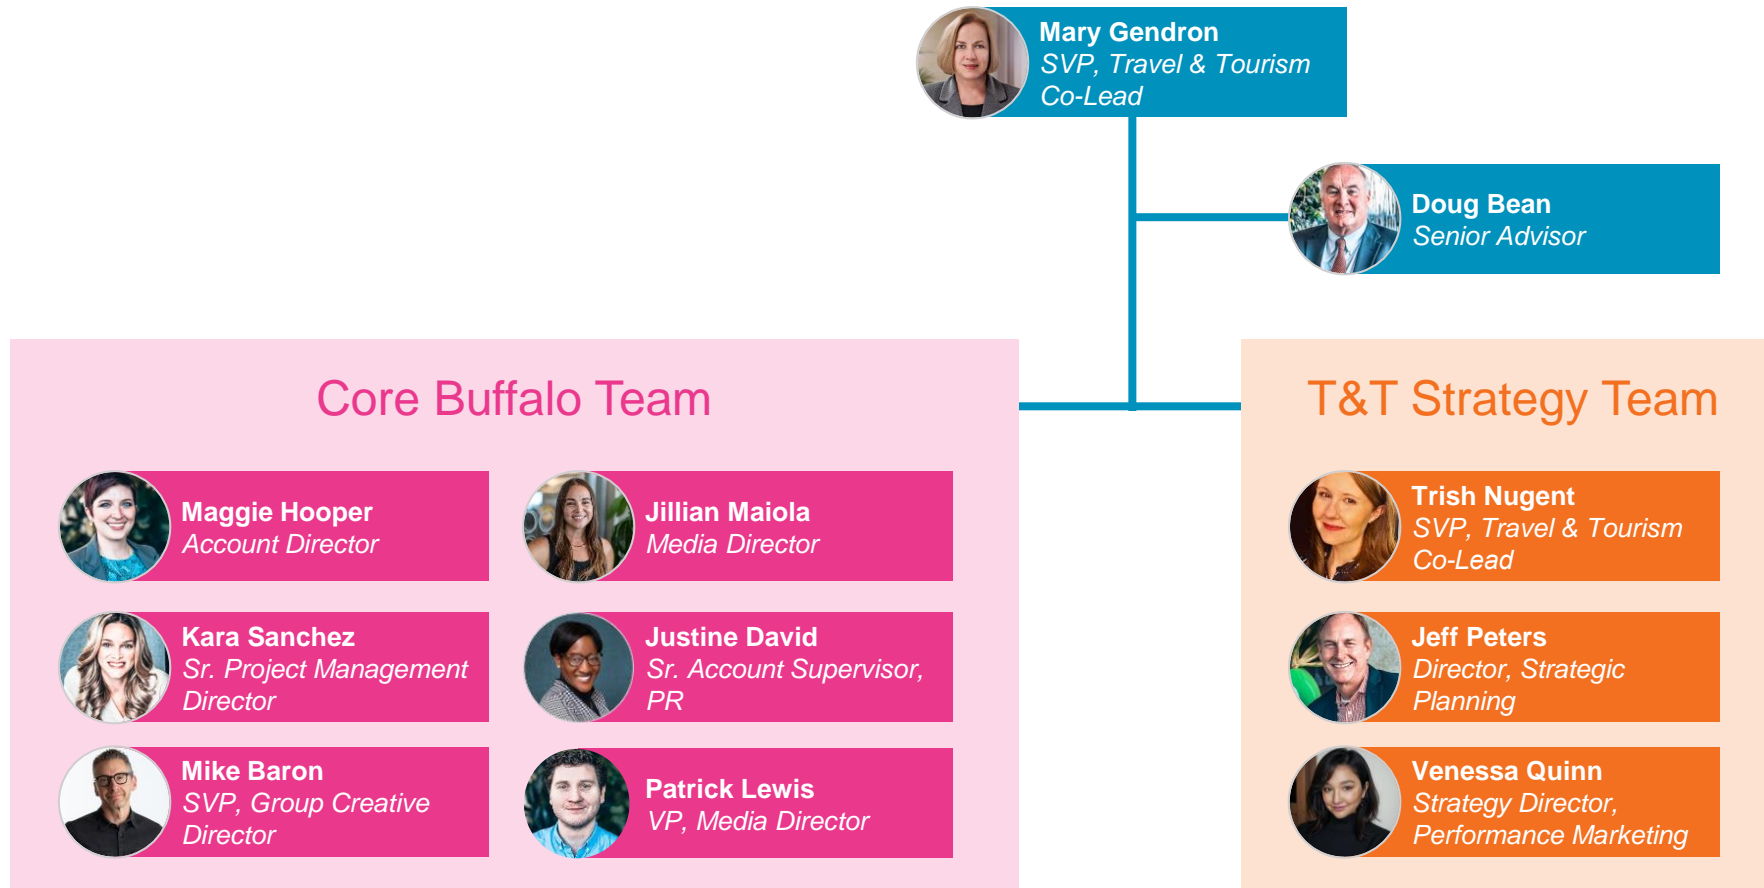 Mary Gendron
SVP, Travel & Tourism
Co-Lead
Doug Bean
Senior Advisor
Core Buffalo Team
Maggie Hooper
Account Director
Jillian Maiola
Media Director
Kara Sanchez
Sr. Project Management
Director
Justine David
Sr. Account Supervisor,
PR
Mike Baron
SVP, Group Creative
Director
Patrick Lewis
VP, Media Director
T&T Strategy Team
Trish Nugent
SVP, Travel & Tourism
Co-Lead
Jeff Peters
Director, Strategic
Planning
Venessa Quinn
Strategy Director,
Performance Marketing